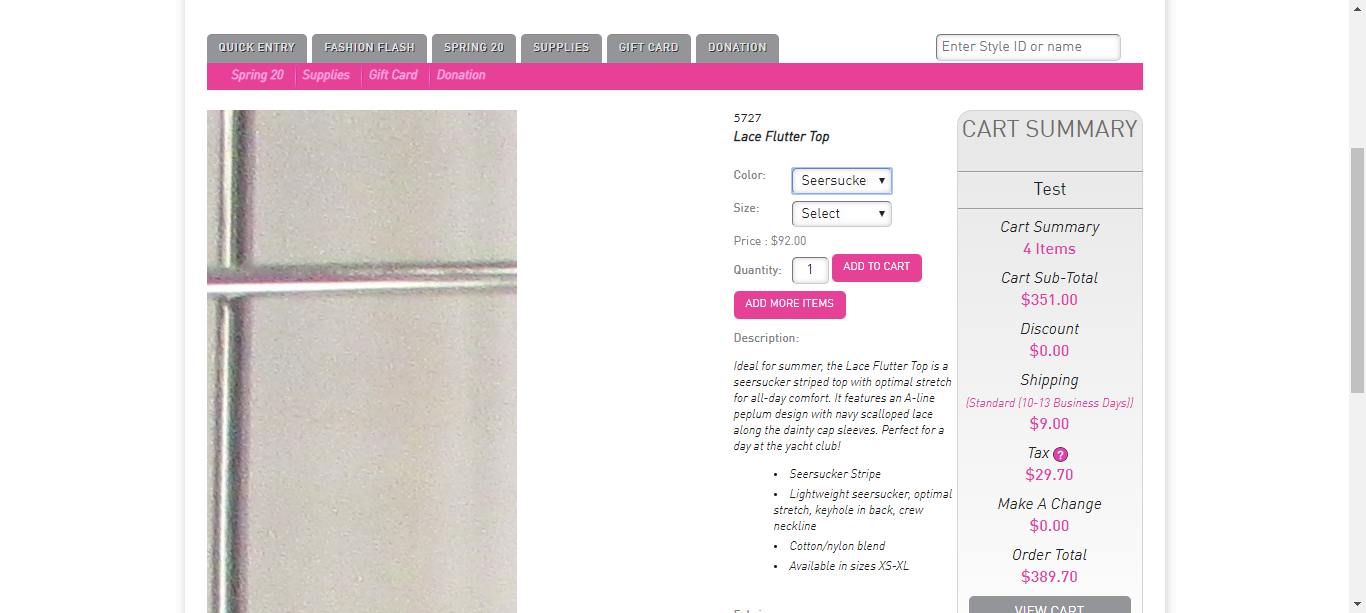 QUICK ENTRY
FASHION FLASH
SPRING 20
SUPPLIES
GIFT CARD
DONATION
Enter Style ID or name
Spring 20
Supplies
Gift Card
Donation
5727
Lace Flutter Top
Color:
Seersucke
Size:
Select
Price : $92.00
Quantity:
1
ADD TO CART
ADD MORE ITEMS
Description:
Ideal for summer, the Lace Flutter Top is a
seersucker striped top with optimal stretch
for all-day comfort. It features an A-line
peplum design with navy scalloped lace
along the dainty cap sleeves. Perfect for a
day at the yacht club!
• Seersucker Stripe
• Lightweight seersucker, optimal
stretch, keyhole in back, crew
neckline
• Cotton/nylon blend
• Available in sizes XS-XL
CART SUMMARY
Test
Cart Summary
4 Items
Cart Sub-Total
$351.00
Discount
$0.00
Shipping
(Standard (10-13 Business Days))
$9.00
Tax ?
$29.70
Make A Change
$0.00
Order Total
$389.70
VIEW CART